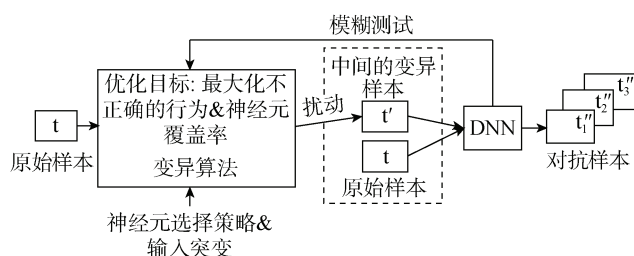 模糊测试
优化目标: 最大化不
正确的行为&神经元
覆盖率
变异算法
t
原始样本
扰动
中间的变异
样本
t′
t
原始样本
DNN
t″3
t″2
t″1
对抗样本
神经元选择策略&
输入突变